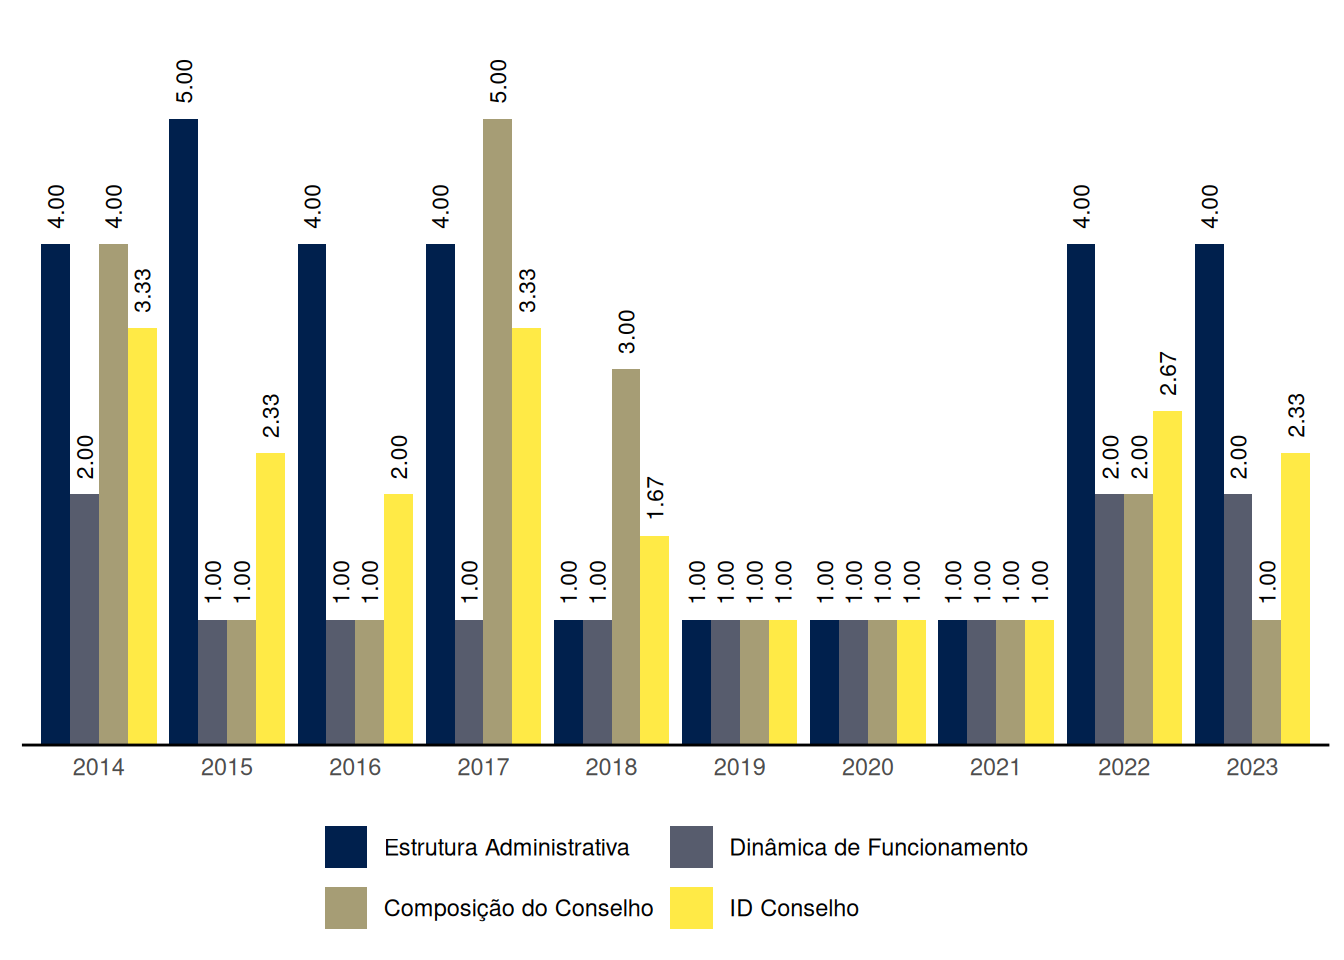 4.00 2.00 4.00 3.33 5.00 1.00 1.00 2.33 4.00 1.00 1.00 2.00 4.00 1.00 5.00 3.33 1.00 1.00 3.00 1.67 1.00 1.00 1.00 1.00 1.00 1.00 1.00 1.00 1.00 1.00 1.00 1.00 4.00 2.00 2.00 2.67 4.00 2.00 1.00 2.33
2014 2015 2016 2017 2018 2019 2020 2021 2022 2023
Estrutura Administrativa Dinâmica de Funcionamento
Composição do Conselho ID Conselho